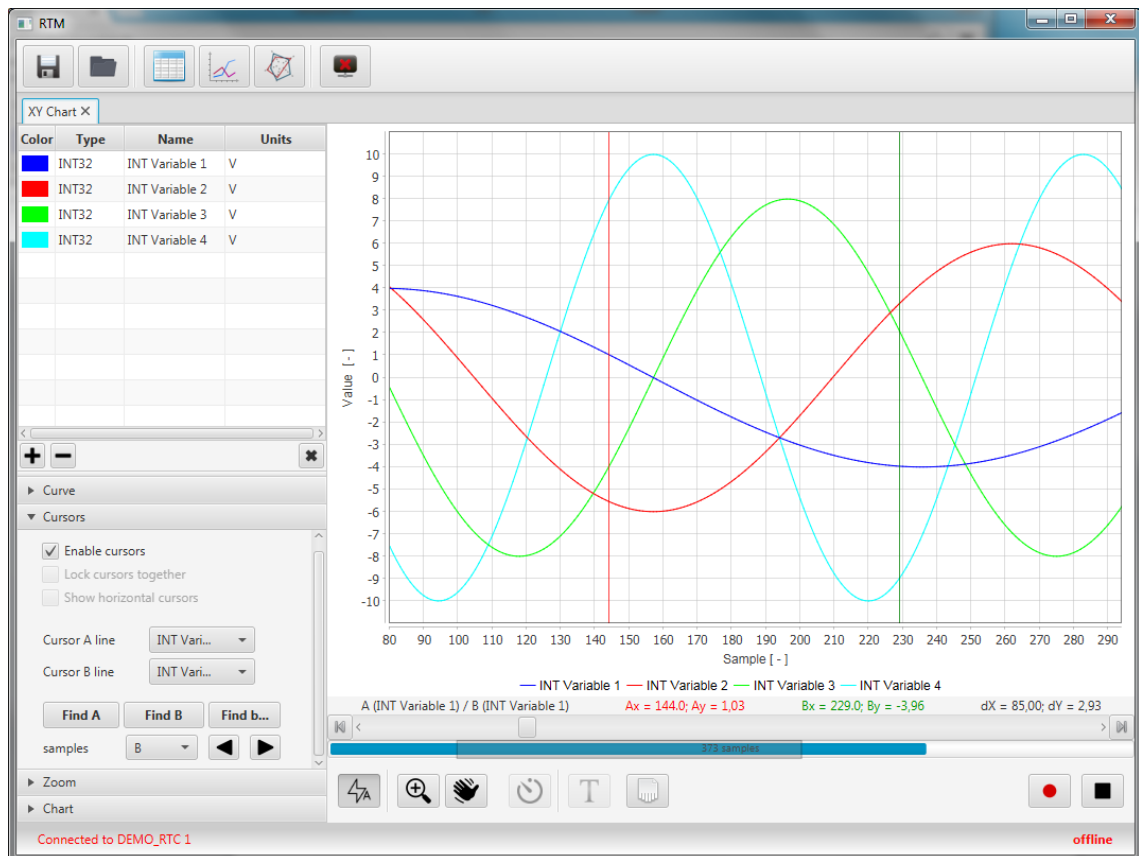 RTM
XY Chart ✕
Color Type Name Units
INT32 INT Variable 1 V
INT32 INT Variable 2 V
INT32 INT Variable 3 V
INT32 INT Variable 4 V
Curve
Cursors
Enable cursors
Lock cursors together
Show horizontal cursors
Cursor A line INT Vari...
Cursor B line INT Vari...
Find A Find B Find b...
samples B
Zoom
Chart
10
9
8
7
6
5
4
3
2
1
0
-1
-2
-3
-4
-5
-6
-7
-8
-9
-10
Value [ - ]
80 90 100 110 120 130 140 150 160 170 180 190 200 210 220 230 240 250 260 270 280 290
Sample [ - ]
INT Variable 1 INT Variable 2 INT Variable 3 INT Variable 4
A (INT Variable 1) / B (INT Variable 1) Ax = 144.0; Ay = 1,03 Bx = 229.0; By = -3,96 dX = 85,00; dY = 2,93
373 samples
A T
Connected to DEMO_RTC 1 offline